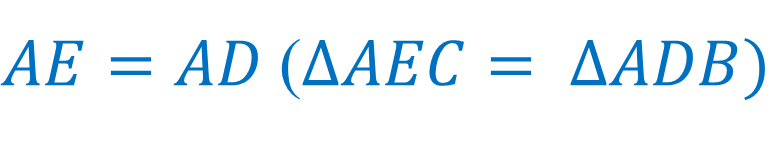 AE = AD (ΔAEC = ΔADB)